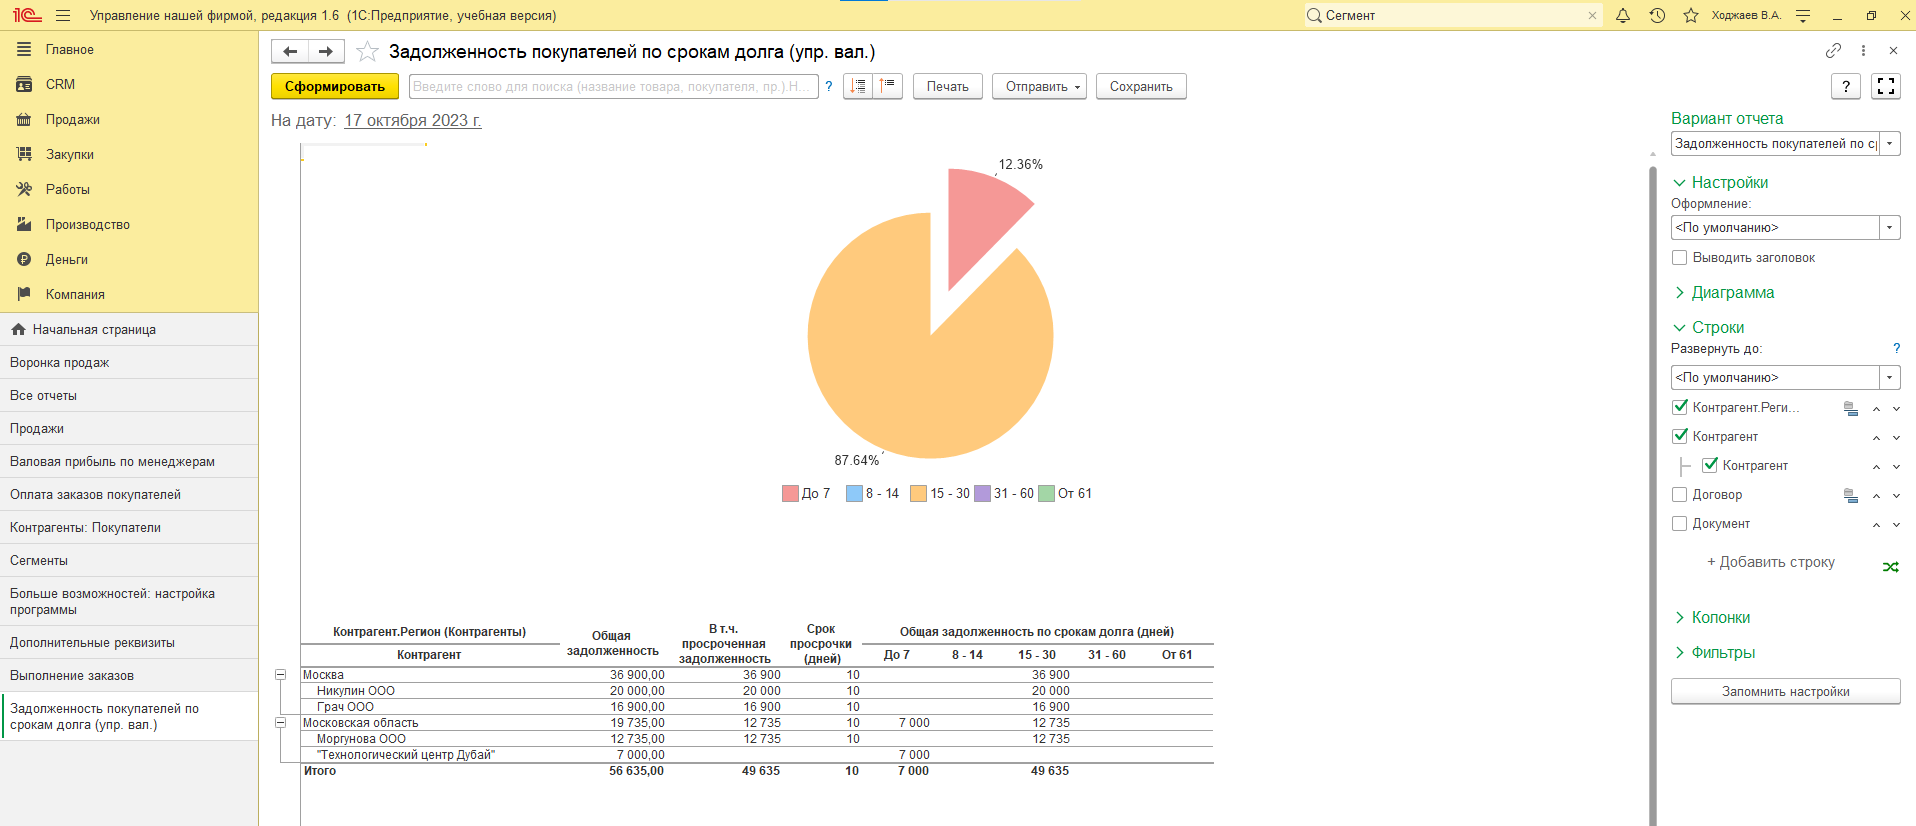 1С Управление нашей фирмой, редакция 1.6 (1С:Предприятие, учебная версия)
Сегмент
Ходжаев В.А.
Главное
CRM
Продажи
Закупки
Работы
Производство
Деньги
Компания
Начальная страница
Воронка продаж
Все отчеты
Продажи
Валовая прибыль по менеджерам
Оплата заказов покупателей
Контрагенты: Покупатели
Сегменты
Больше возможностей: настройка
программы
Дополнительные реквизиты
Выполнение заказов
Задолженность покупателей по
срокам долга (упр. вал.)
Задолженность покупателей по срокам долга (упр. вал.)
Сформировать
Введите слово для поиска (название товара, покупателя, пр.).Н...
?
Печать
Отправить
Сохранить
?
На дату: 17 октября 2023 г.
12.36%
87.64%
До 7 8 - 14 15 - 30 31 - 60 От 61
Контрагент.Регион (Контрагенты)
Контрагент
Общая
задолженность
В т.ч.
просроченная
задолженность
Срок
просрочки
(дней)
Общая задолженность по срокам долга (дней)
До 7 8 - 14 15 - 30 31 - 60 От 61
Москва 36 900,00 36 900 10 36 900
Никулин ООО 20 000,00 20 000 10 20 000
Грач ООО 16 900,00 16 900 10 16 900
Московская область 19 735,00 12 735 10 7 000 12 735
Моргунова ООО 12 735,00 12 735 10 12 735
"Технологический центр Дубай" 7 000,00 7 000
Итого 56 635,00 49 635 10 7 000 49 635
Вариант отчета
Задолженность покупателей по с
Настройки
Оформление:
<По умолчанию>
Выводить заголовок
Диаграмма
Строки
Развернуть до: ?
<По умолчанию>
Контрагент.Реги...
Контрагент
Контрагент
Договор
Документ
+ Добавить строку
Колонки
Фильтры
Запомнить настройки